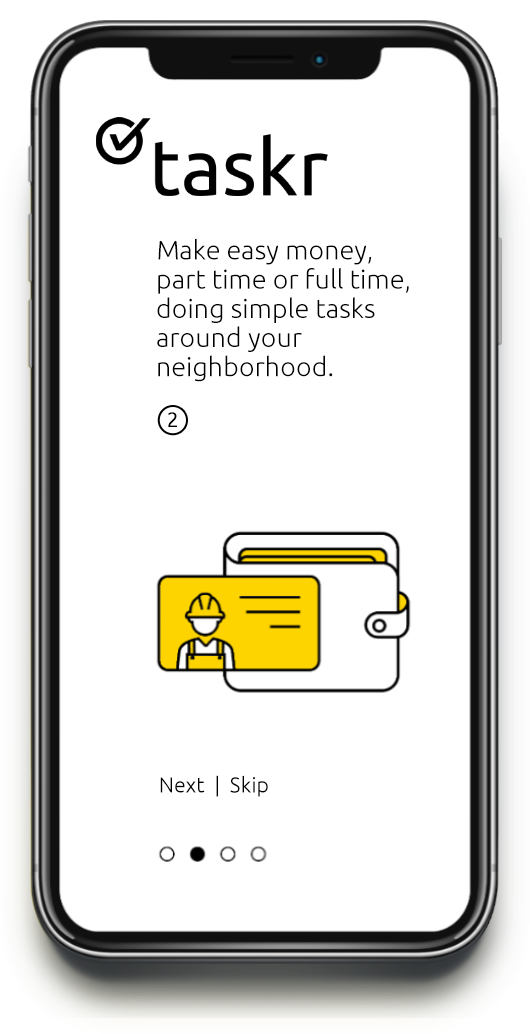 taskr
Make easy money,
part time or full time,
doing simple tasks
around your
neighborhood.
2
Next | Skip